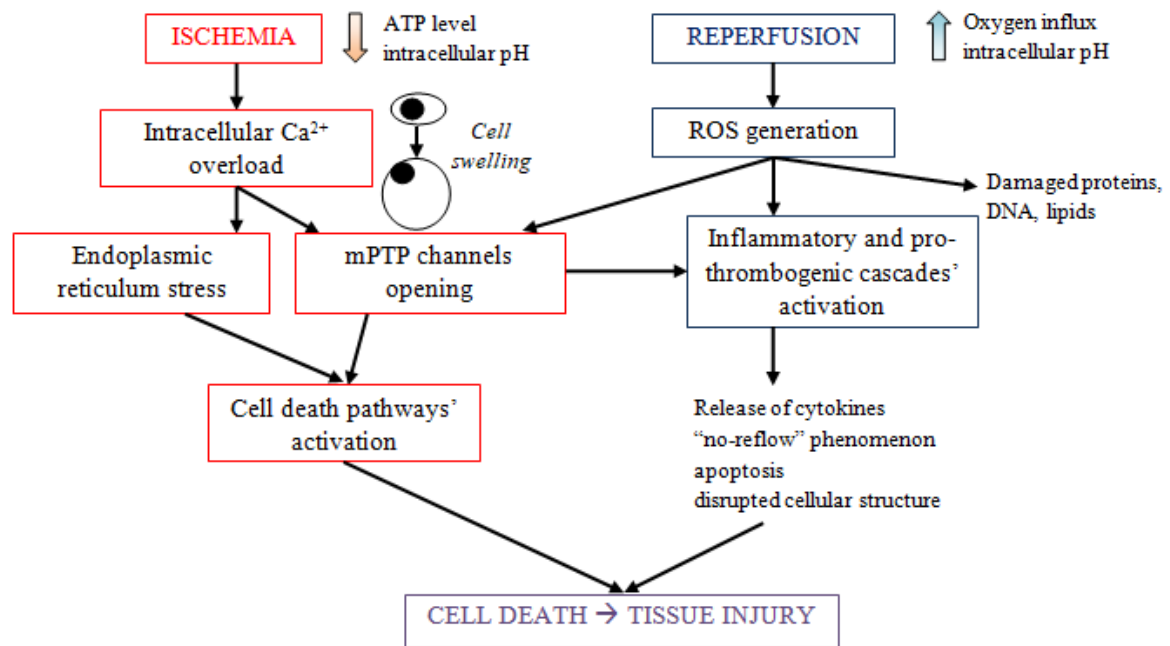 ISCHEMIA
ATP level
intracellular pH
REPERFUSION
Oxygen influx
intracellular pH
Intracellular Ca²⁺
overload
Cell
swelling
ROS generation
Damaged proteins,
DNA, lipids
Endoplasmic
reticulum stress
mPTP channels
opening
Inflammatory and pro-
thrombogenic cascades’
activation
Cell death pathways’
activation
Release of cytokines
“no-reflow” phenomenon
apoptosis
disrupted cellular structure
CELL DEATH → TISSUE INJURY